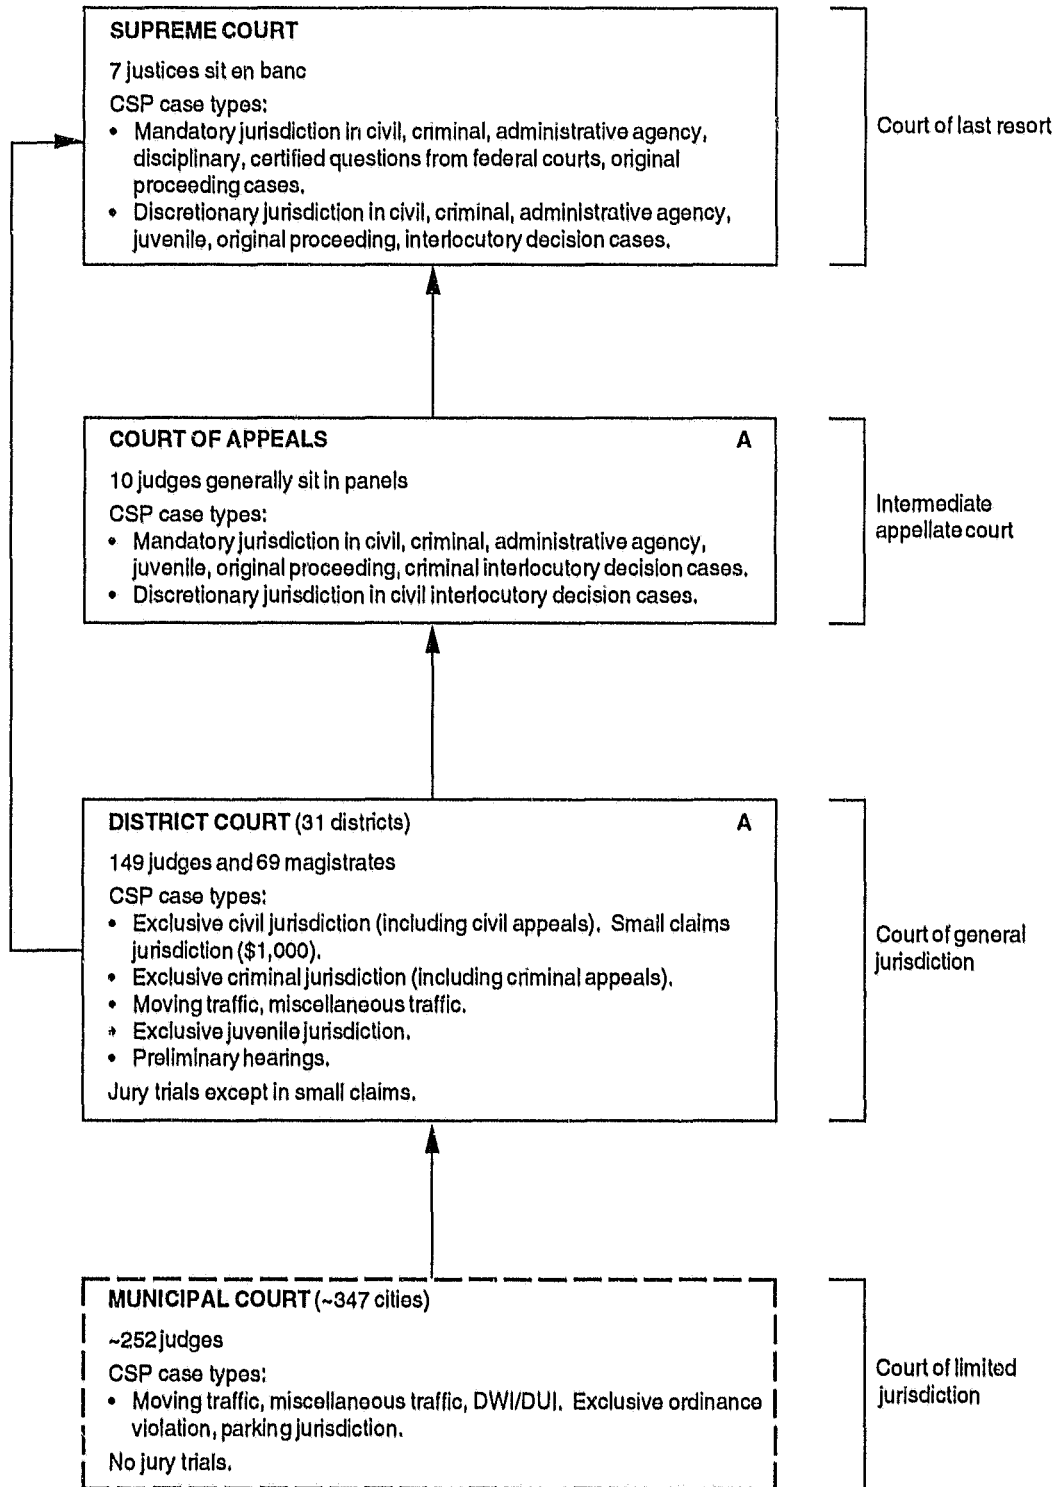 SUPREME COURT
7 justices sit en banc
CSP case types:
• Mandatory jurisdiction in civil, criminal, administrative agency,
disciplinary, certified questions from federal courts, original
proceeding cases.
• Discretionary jurisdiction in civil, criminal, administrative agency,
juvenile, original proceeding, interlocutory decision cases.
Court of last resort
COURT OF APPEALS A
10 judges generally sit in panels
CSP case types:
• Mandatory jurisdiction in civil, criminal, administrative agency,
juvenile, original proceeding, criminal interlocutory decision cases.
• Discretionary jurisdiction in civil interlocutory decision cases.
Intermediate
appellate court
DISTRICT COURT (31 districts) A
149 judges and 69 magistrates
CSP case types:
• Exclusive civil jurisdiction (including civil appeals). Small claims
jurisdiction ($1,000).
• Exclusive criminal jurisdiction (including criminal appeals).
• Moving traffic, miscellaneous traffic.
• Exclusive juvenile jurisdiction.
• Preliminary hearings.
Jury trials except in small claims.
Court of general
jurisdiction
MUNICIPAL COURT (~347 cities)
~252 judges
CSP case types:
• Moving traffic, miscellaneous traffic, DWI/DUI. Exclusive ordinance
violation, parking jurisdiction.
No jury trials.
Court of limited
jurisdiction